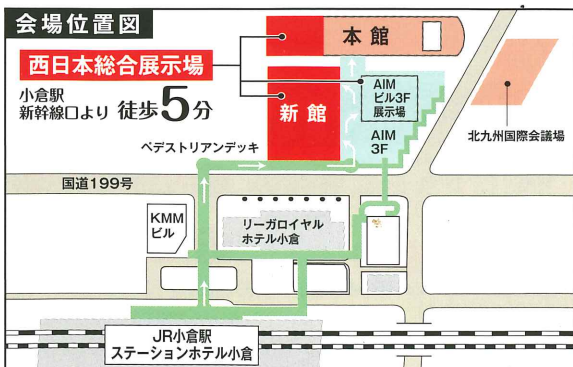 会場位置図
本館
西日本総合展示場
小倉駅
新幹線口より 徒歩5分
新館
AIM
ビル3F
展示場
AIM
3F
北九州国際会議場
ペデストリアンデッキ
国道199号
KMM
ビル
リーガロイヤル
ホテル小倉
JR小倉駅
ステーションホテル小倉